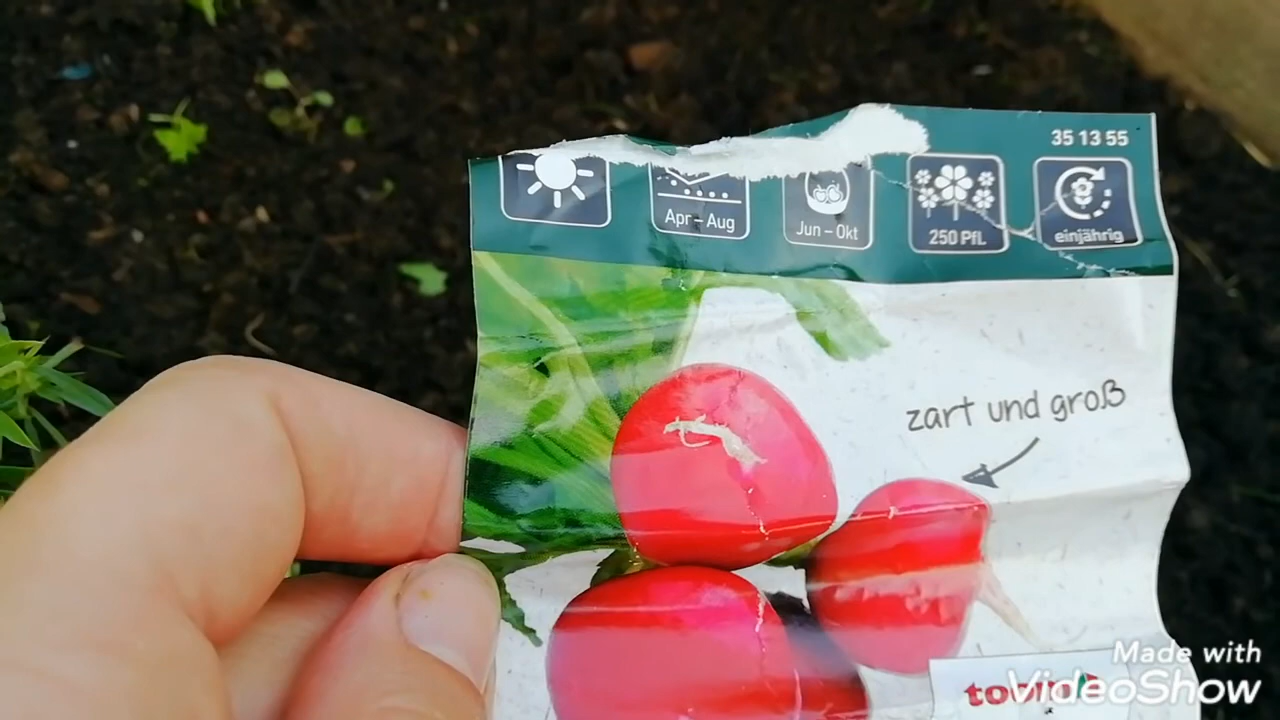 35 13 55
Apr – Aug
Jun – Okt
250 Pfl.
einjährig
zart und groß
Made with
VideoShow